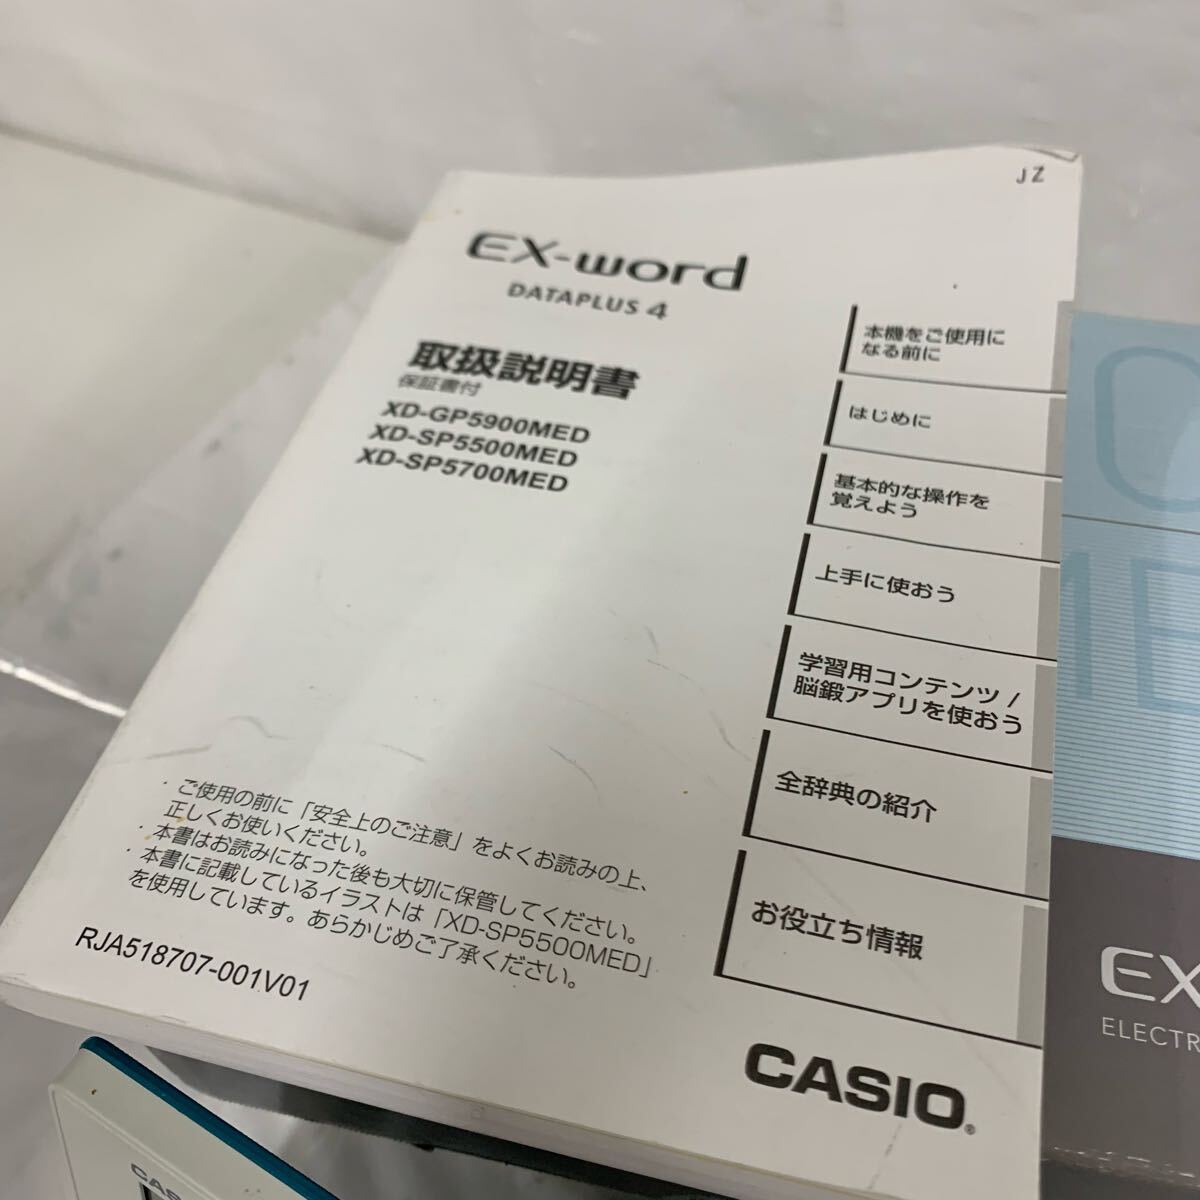 JZ
EX-word
DATAPLUS 4
取扱説明書
保証書付
XD-GP5900MED
XD-SP5500MED
XD-SP5700MED
本機をご使用に
なる前に
はじめに
基本的な操作を
覚えよう
上手に使おう
学習用コンテンツ/
脳鍛アプリを使おう
全辞典の紹介
お役立ち情報
・ご使用の前に「安全上のご注意」をよくお読みの上、
正しくお使いください。
・本書はお読みになった後も大切に保管してください。
・本書に記載しているイラストは「XD-SP5500MED」
を使用しています。あらかじめご了承ください。
RJA518707-001V01
CASIO®
EX
ELECTR
CAS